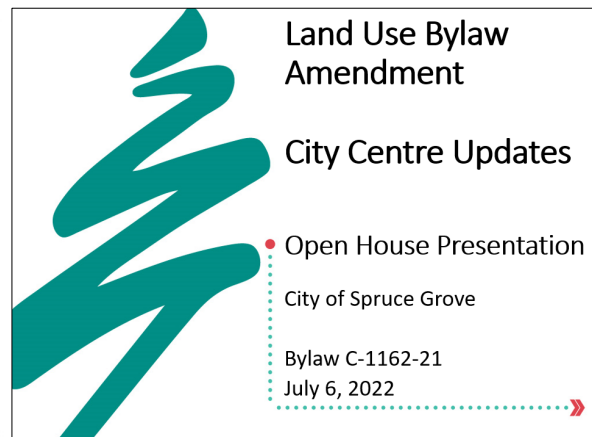 Land Use Bylaw
Amendment
City Centre Updates
Open House Presentation
City of Spruce Grove
Bylaw C-1162-21
July 6, 2022